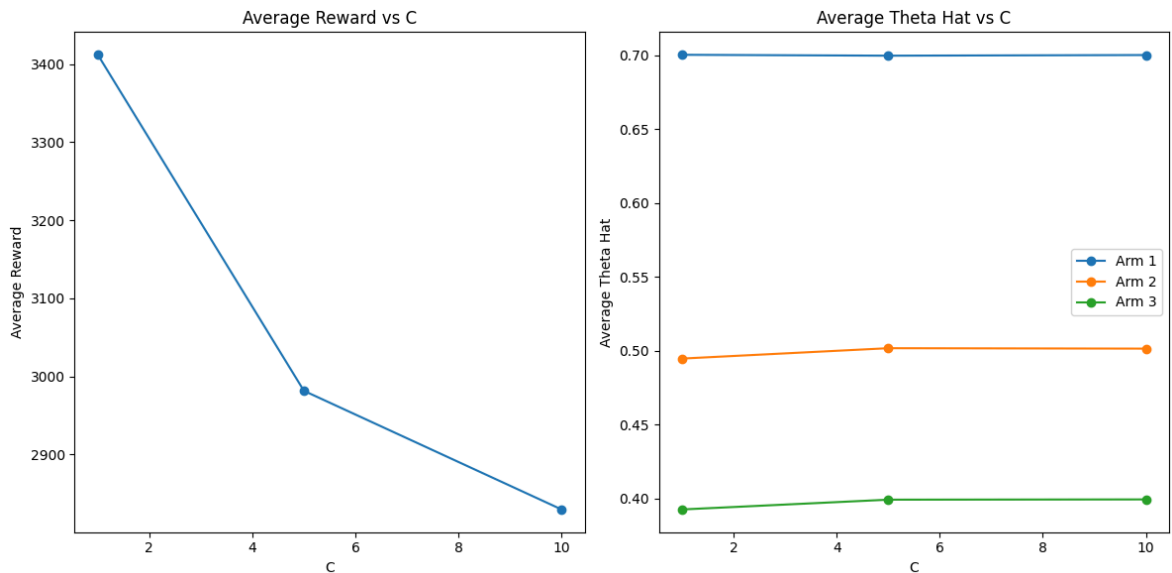 Average Reward vs C
Average Reward
3400
3300
3200
3100
3000
2900
2
4
6
8
10
C
Average Theta Hat vs C
Average Theta Hat
0.70
0.65
0.60
0.55
0.50
0.45
0.40
Arm 1
Arm 2
Arm 3
2
4
6
8
10
C